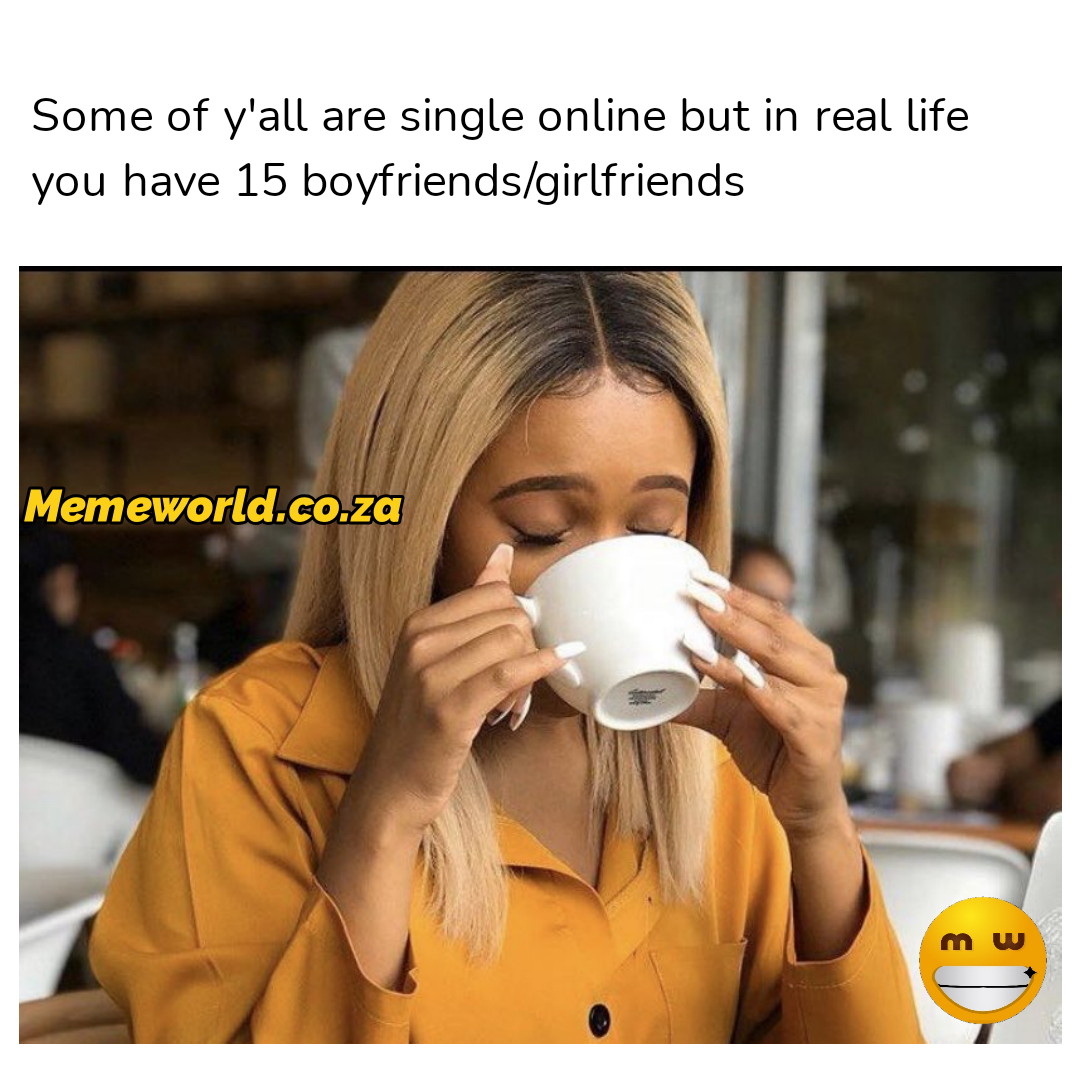 Some of y'all are single online but in real life
you have 15 boyfriends/girlfriends
Memeworld.co.za
m w